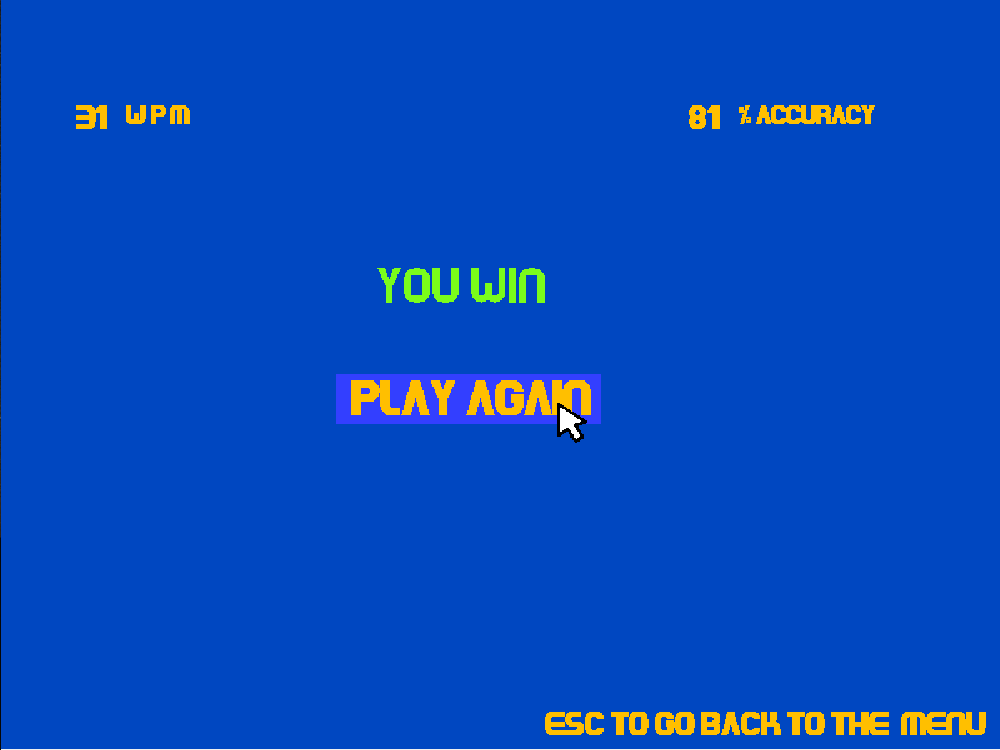 31 WPM
81 % ACCURACY
YOU WIN
PLAY AGAIN
ESC TO GO BACK TO THE MENU